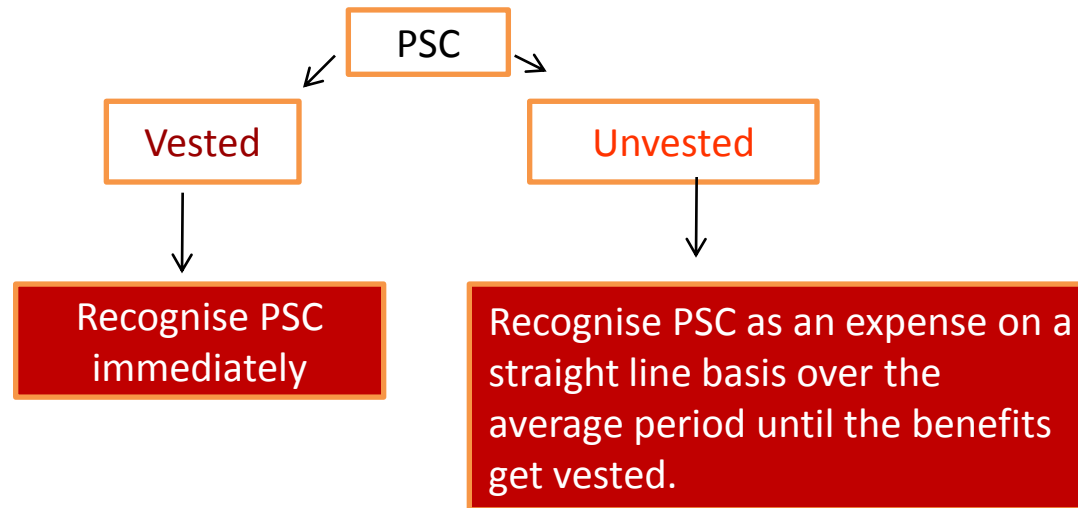 PSC
Vested
Unvested
Recognise PSC
immediately
Recognise PSC as an expense on a
straight line basis over the
average period until the benefits
get vested.